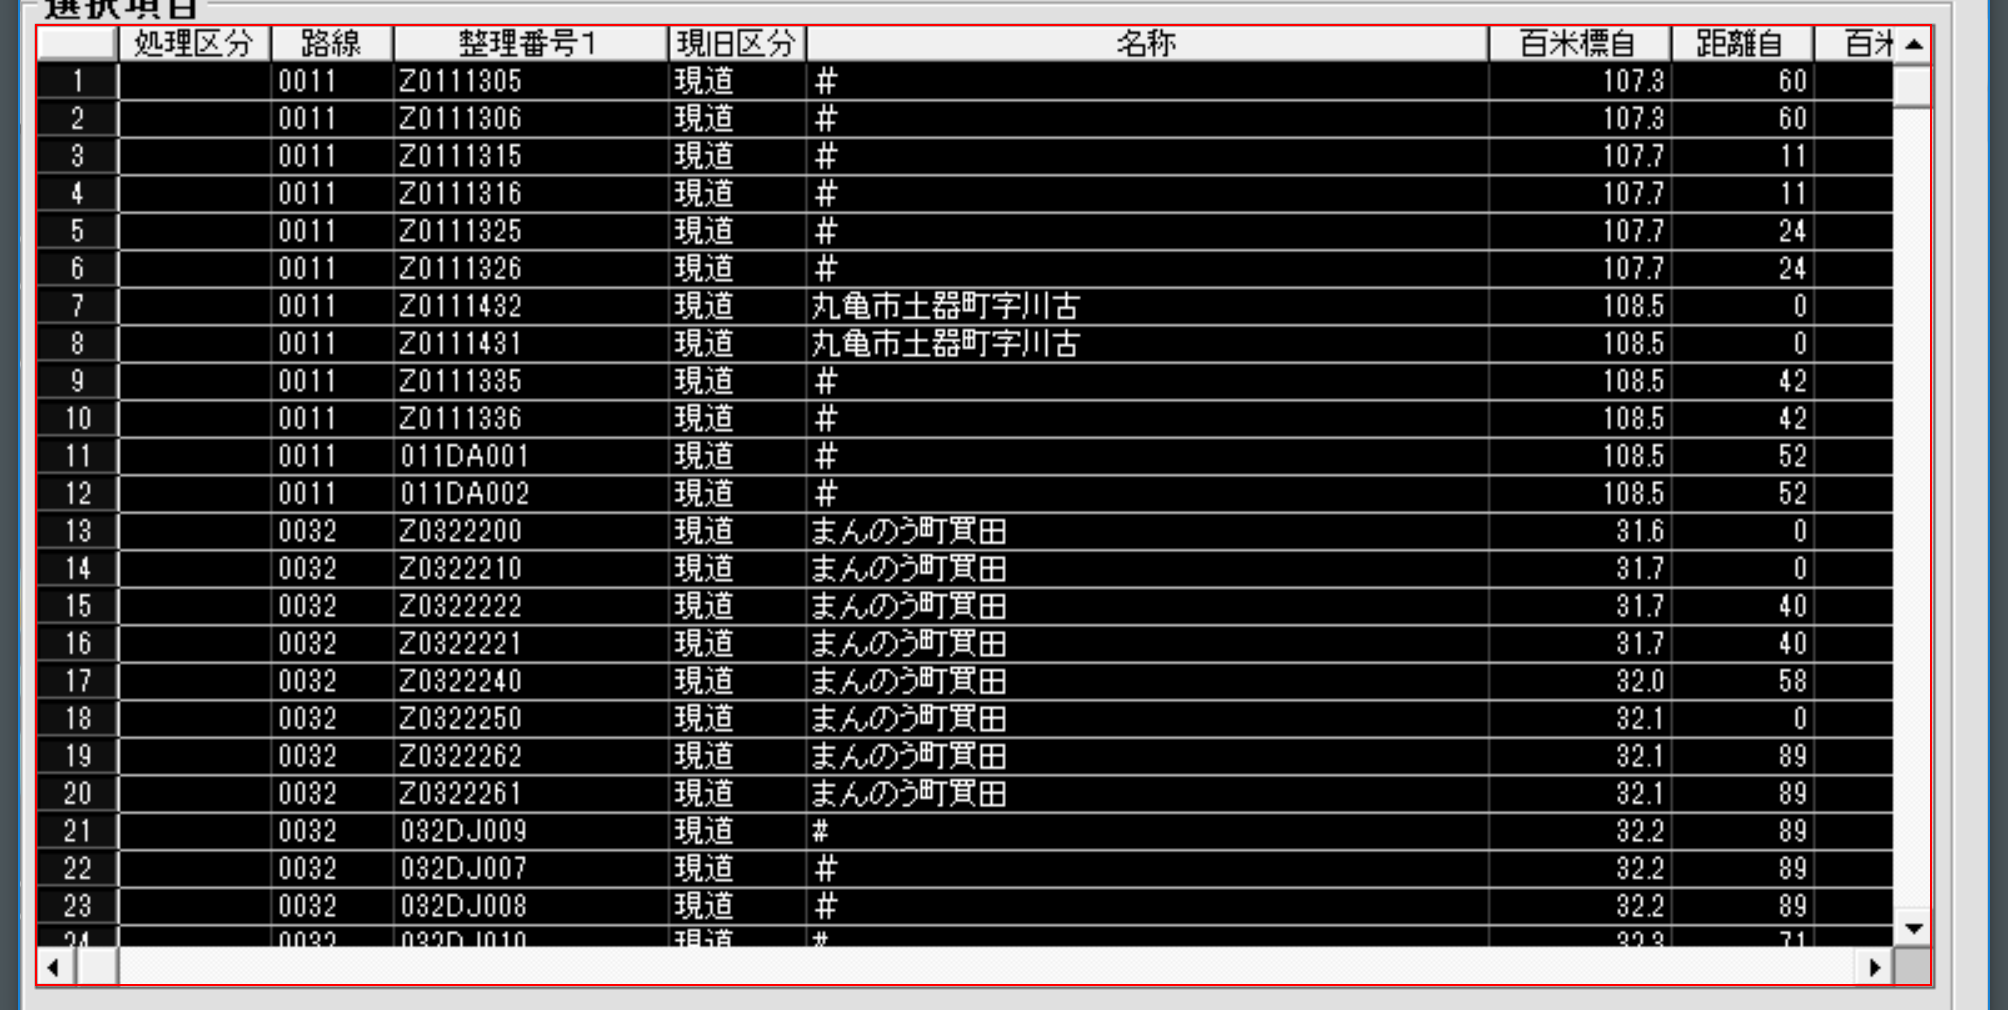 選択項目
処理区分 路線 整理番号1 現旧区分 名称 百米標自 距離自 百米
1 0011 Z0111305 現道 # 107.3 60
2 0011 Z0111306 現道 # 107.3 60
3 0011 Z0111315 現道 # 107.7 11
4 0011 Z0111316 現道 # 107.7 11
5 0011 Z0111325 現道 # 107.7 24
6 0011 Z0111326 現道 # 107.7 24
7 0011 Z0111432 現道 丸亀市土器町字川古 108.5 0
8 0011 Z0111431 現道 丸亀市土器町字川古 108.5 0
9 0011 Z0111335 現道 # 108.5 42
10 0011 Z0111336 現道 # 108.5 42
11 0011 011DA001 現道 # 108.5 52
12 0011 011DA002 現道 # 108.5 52
13 0032 Z0322200 現道 まんのう町買田 31.6 0
14 0032 Z0322210 現道 まんのう町買田 31.7 0
15 0032 Z0322222 現道 まんのう町買田 31.7 40
16 0032 Z0322221 現道 まんのう町買田 31.7 40
17 0032 Z0322240 現道 まんのう町買田 32.0 58
18 0032 Z0322250 現道 まんのう町買田 32.1 0
19 0032 Z0322262 現道 まんのう町買田 32.1 89
20 0032 Z0322261 現道 まんのう町買田 32.1 89
21 0032 032DJ009 現道 # 32.2 89
22 0032 032DJ007 現道 # 32.2 89
23 0032 032DJ008 現道 # 32.2 89
24 0032 032DJ010 現道 # 32.3 71